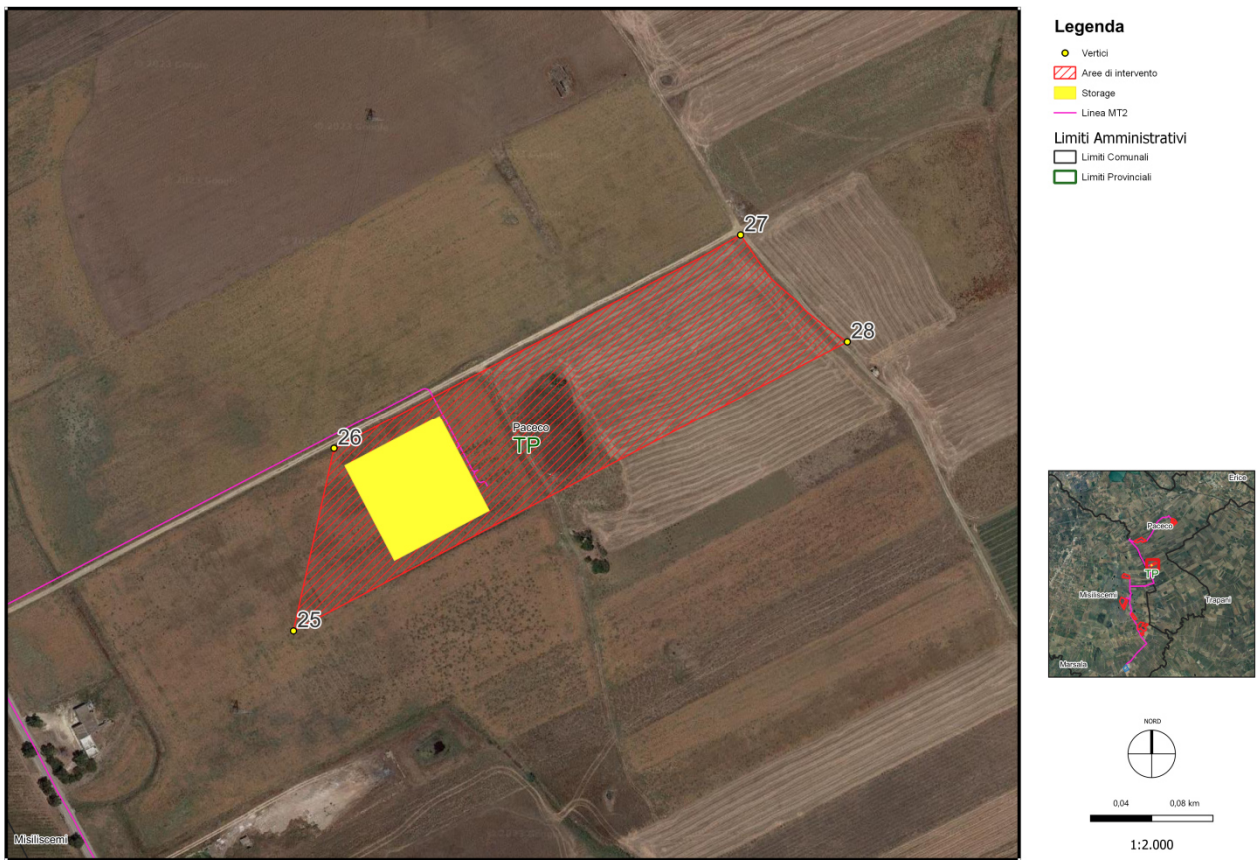 27
28
26
Paceco
TP
25
Misiliscemi
Legenda
Vertici
Aree di intervento
Storage
Linea MT2
Limiti Amministrativi
Limiti Comunali
Limiti Provinciali
Erice
Paceco
TP
Misiliscemi
Trapani
Marsala
NORD
0,04 0,08 km
1:2.000